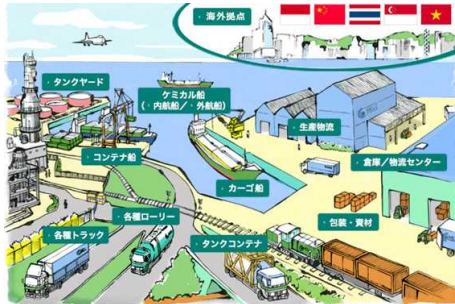 海外拠点
・タンクヤード
ケミカル船
(・内航船／・外航船)
・生産物流
・コンテナ船
・倉庫／物流センター
・カーゴ船
・各種ローリー
・包装・資材
・各種トラック
・タンクコンテナ